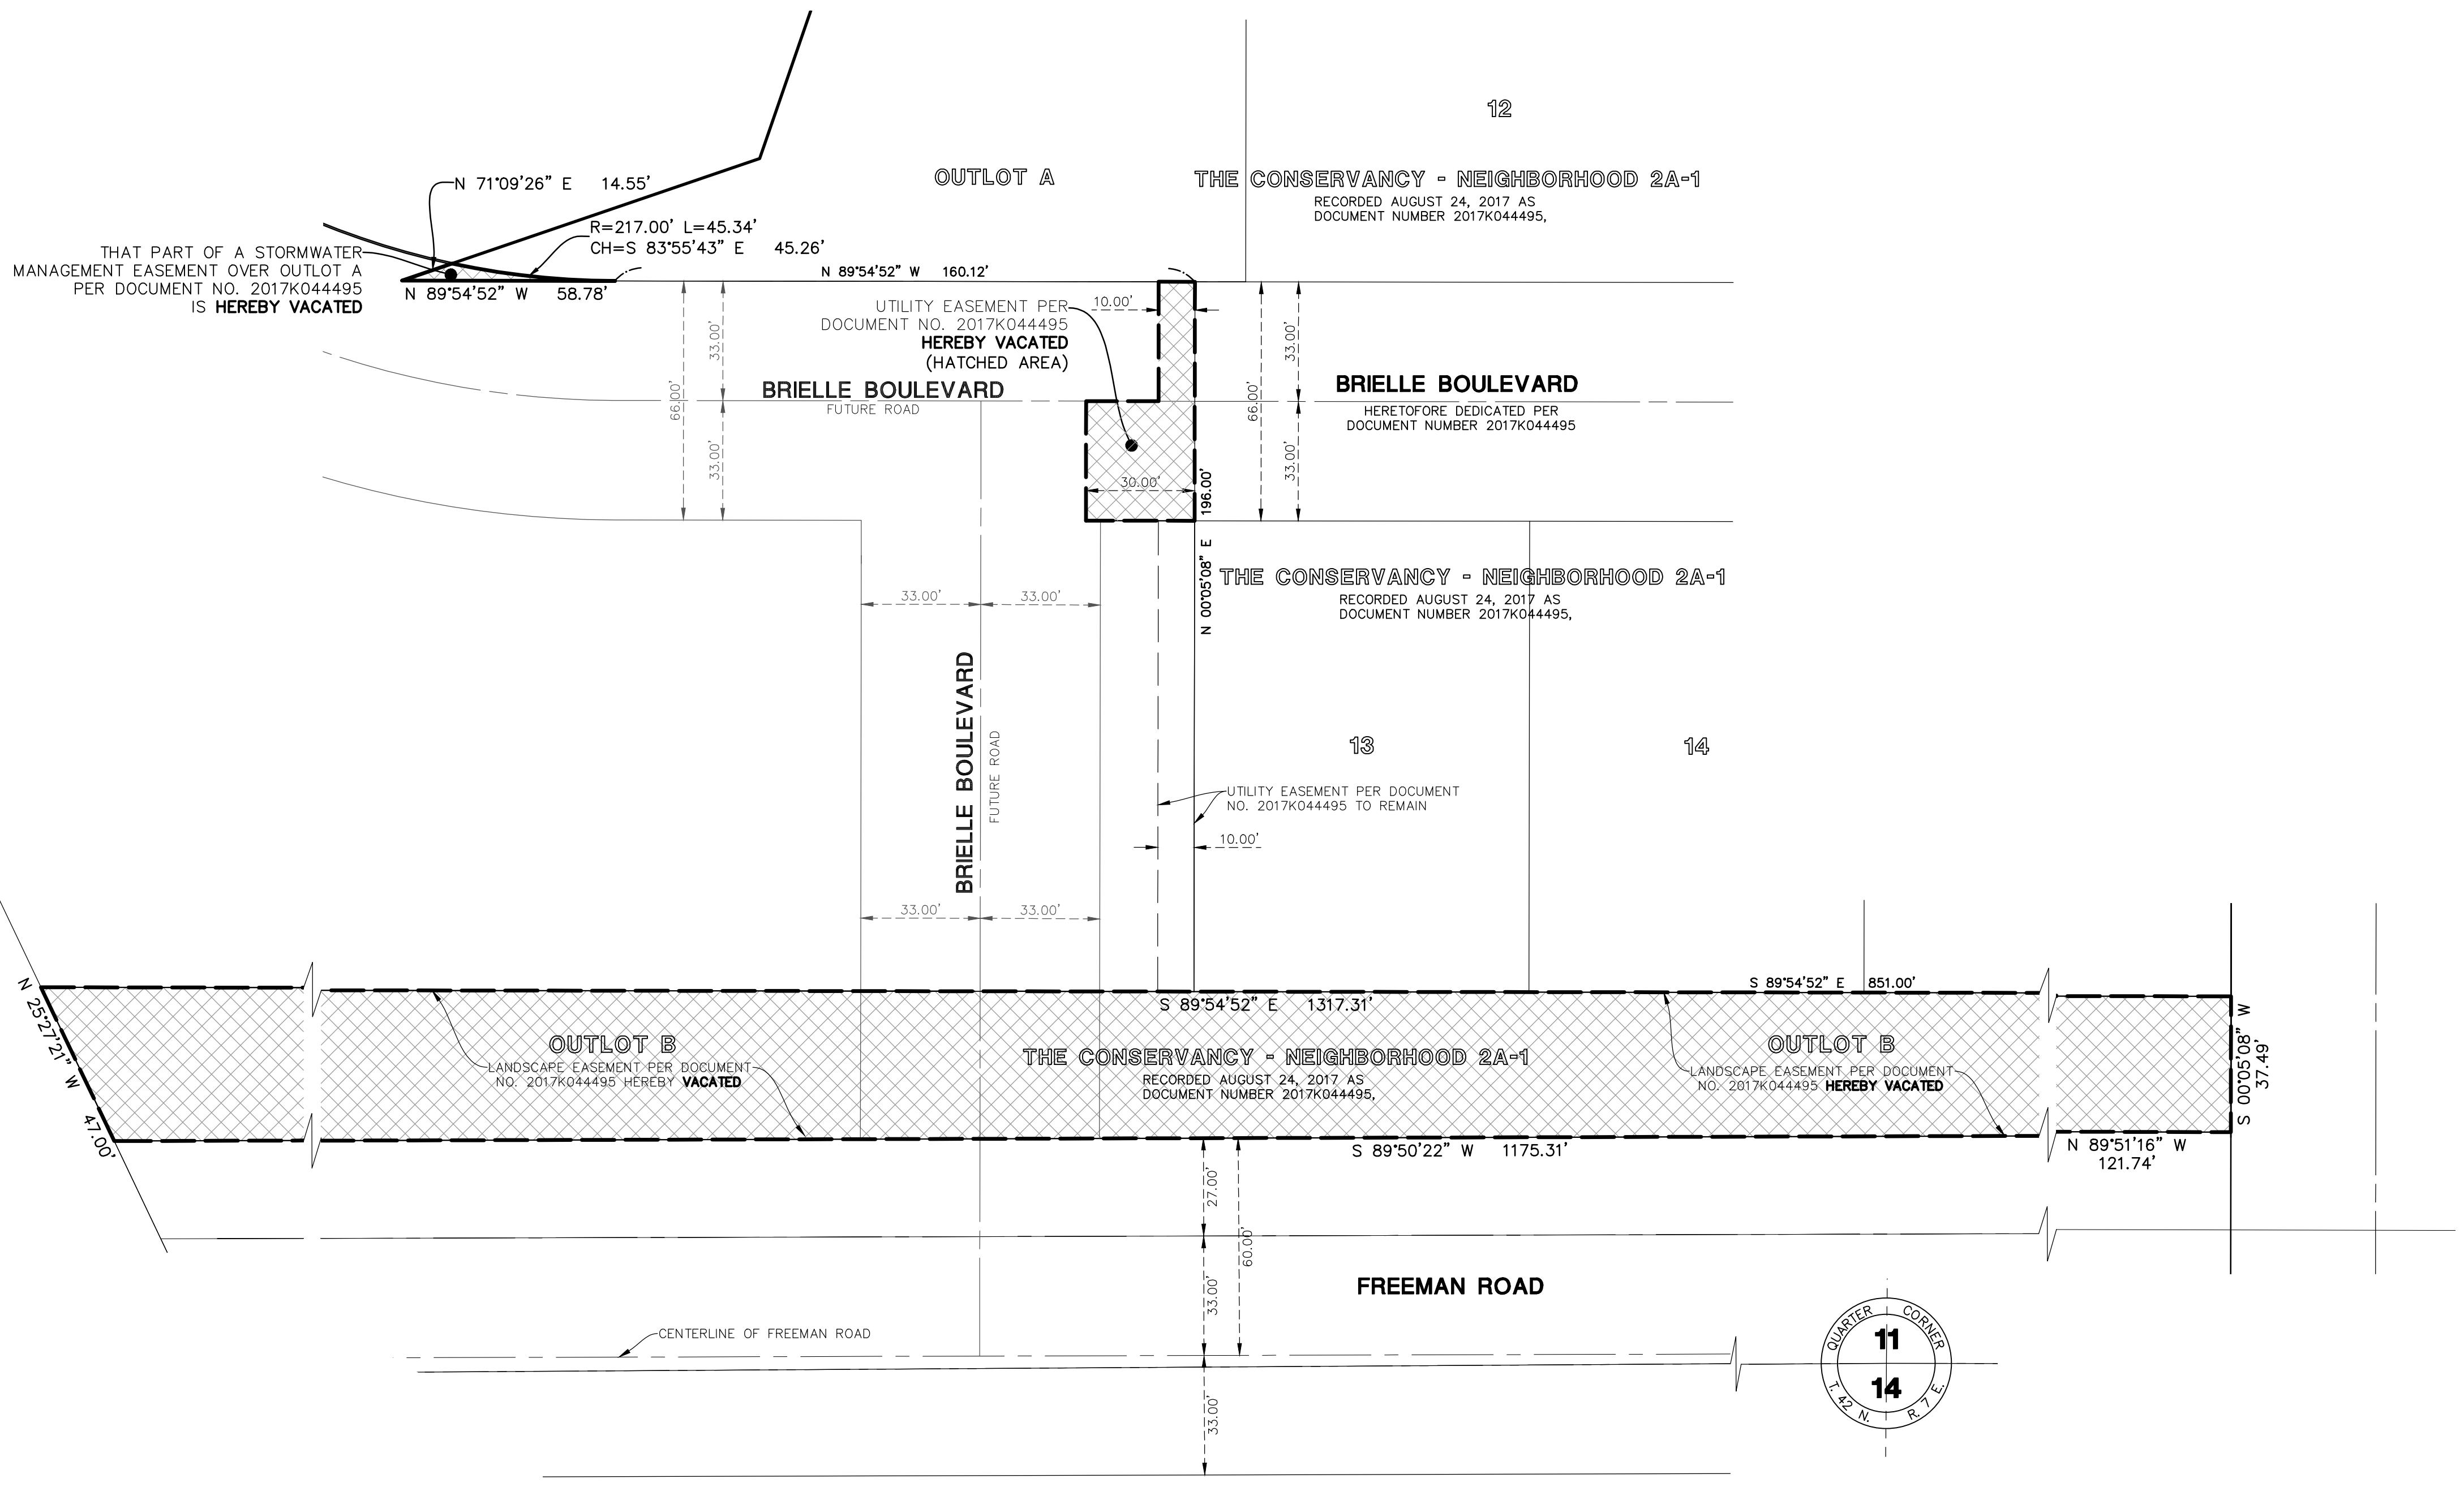 12
OUTLOT A
THE CONSERVANCY - NEIGHBORHOOD 2A-1
RECORDED AUGUST 24, 2017 AS
DOCUMENT NUMBER 2017K044495,
N 71°09'26" E 14.55'
R=217.00' L=45.34'
CH=S 83°55'43" E 45.26'
THAT PART OF A STORMWATER
MANAGEMENT EASEMENT OVER OUTLOT A
PER DOCUMENT NO. 2017K044495
IS HEREBY VACATED
N 89°54'52" W 58.78'
N 89°54'52" W 160.12'
UTILITY EASEMENT PER
DOCUMENT NO. 2017K044495
HEREBY VACATED
(HATCHED AREA)
10.00'
33.00'
66.00'
33.00'
BRIELLE BOULEVARD
FUTURE ROAD
30.00'
66.00'
33.00'
33.00'
BRIELLE BOULEVARD
HERETOFORE DEDICATED PER
DOCUMENT NUMBER 2017K044495
N 00°05'08" E 196.00'
THE CONSERVANCY - NEIGHBORHOOD 2A-1
RECORDED AUGUST 24, 2017 AS
DOCUMENT NUMBER 2017K044495,
33.00'
33.00'
BRIELLE BOULEVARD
FUTURE ROAD
13
14
UTILITY EASEMENT PER DOCUMENT
NO. 2017K044495 TO REMAIN
10.00'
33.00'
33.00'
N 25°27'21" W 47.00'
S 89°54'52" E 1317.31'
S 89°54'52" E 851.00'
OUTLOT B
LANDSCAPE EASEMENT PER DOCUMENT
NO. 2017K044495 HEREBY VACATED
THE CONSERVANCY - NEIGHBORHOOD 2A-1
RECORDED AUGUST 24, 2017 AS
DOCUMENT NUMBER 2017K044495,
OUTLOT B
LANDSCAPE EASEMENT PER DOCUMENT
NO. 2017K044495 HEREBY VACATED
S 00°05'08" W
37.49'
S 89°50'22" W 1175.31'
N 89°51'16" W
121.74'
27.00'
60.00'
33.00'
FREEMAN ROAD
CENTERLINE OF FREEMAN ROAD
33.00'
QUARTER CORNER
11
14
T. 42 N. R. 7 E.